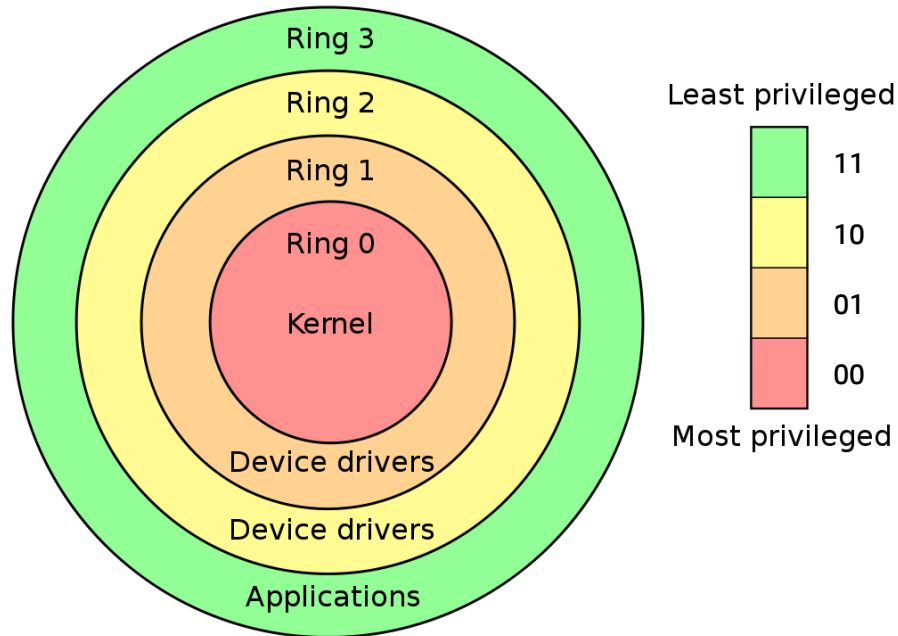 Ring 3
Ring 2
Ring 1
Ring 0
Kernel
Device drivers
Device drivers
Applications
Least privileged
11
10
01
00
Most privileged